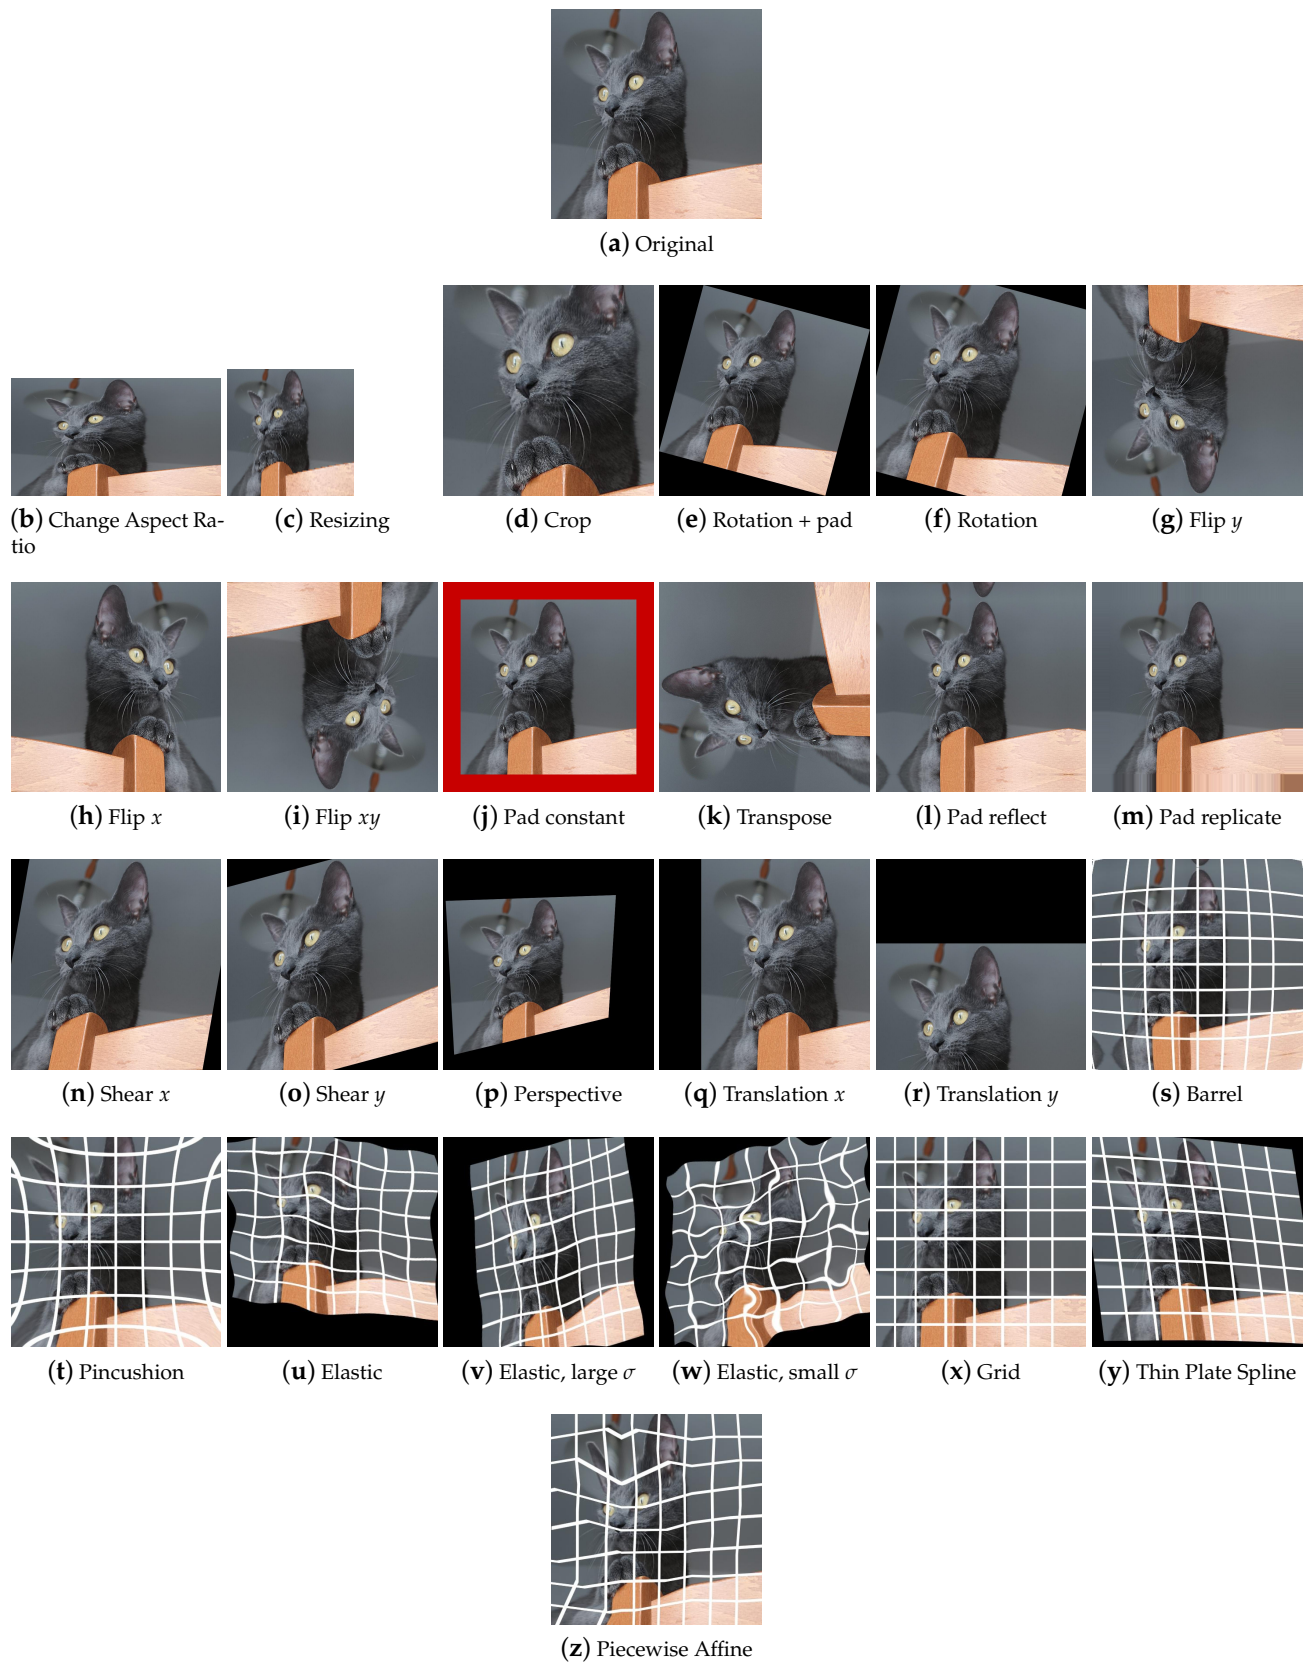 (a) Original
(b) Change Aspect Ra-
tio
(c) Resizing
(d) Crop
(e) Rotation + pad
(f) Rotation
(g) Flip y
(h) Flip x
(i) Flip xy
(j) Pad constant
(k) Transpose
(l) Pad reflect
(m) Pad replicate
(n) Shear x
(o) Shear y
(p) Perspective
(q) Translation x
(r) Translation y
(s) Barrel
(t) Pincushion
(u) Elastic
(v) Elastic, large σ
(w) Elastic, small σ
(x) Grid
(y) Thin Plate Spline
(z) Piecewise Affine